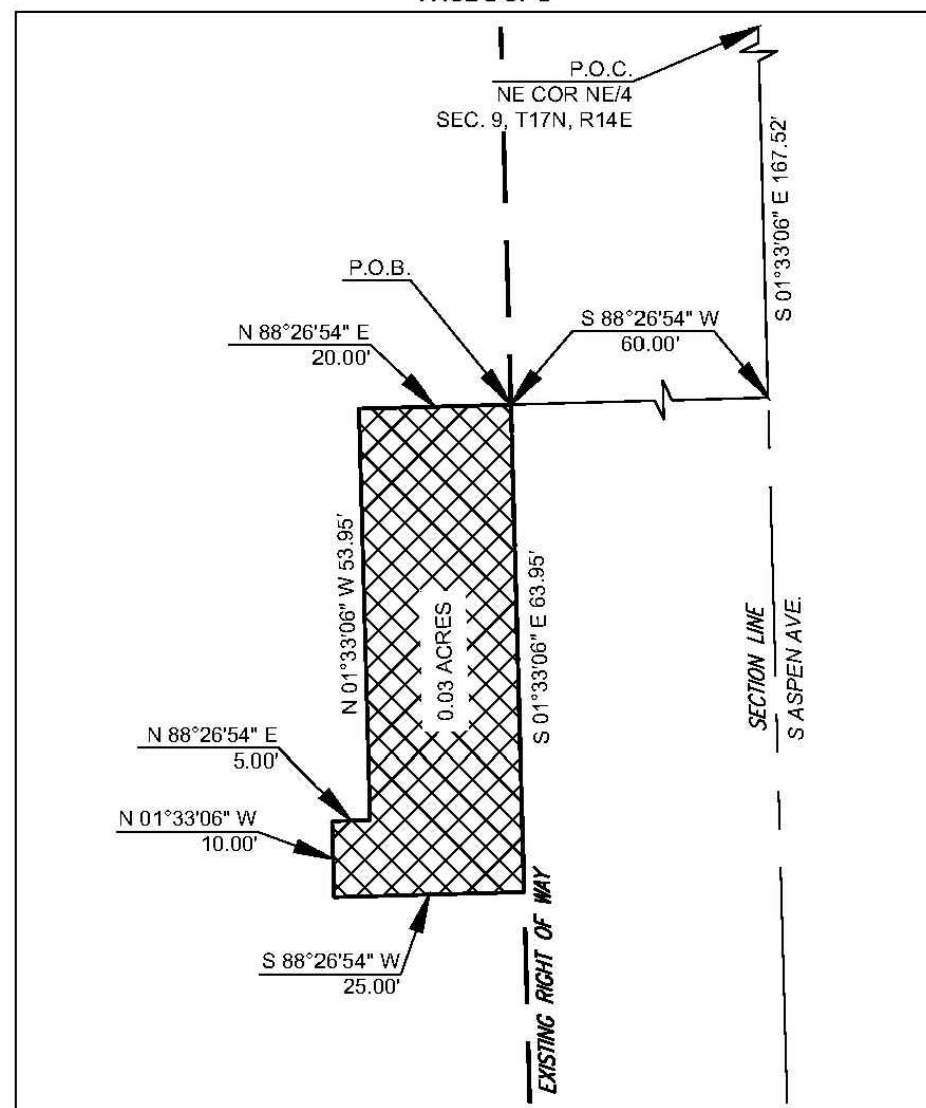 P.O.C.
NE COR NE/4
SEC. 9, T17N, R14E
S 01°33'06" E 167.52'
P.O.B.
N 88°26'54" E
20.00'
S 88°26'54" W
60.00'
N 01°33'06" W 53.95'
0.03 ACRES
S 01°33'06" E 63.95'
SECTION LINE
S ASPEN AVE.
N 88°26'54" E
5.00'
N 01°33'06" W
10.00'
S 88°26'54" W
25.00'
EXISTING RIGHT OF WAY